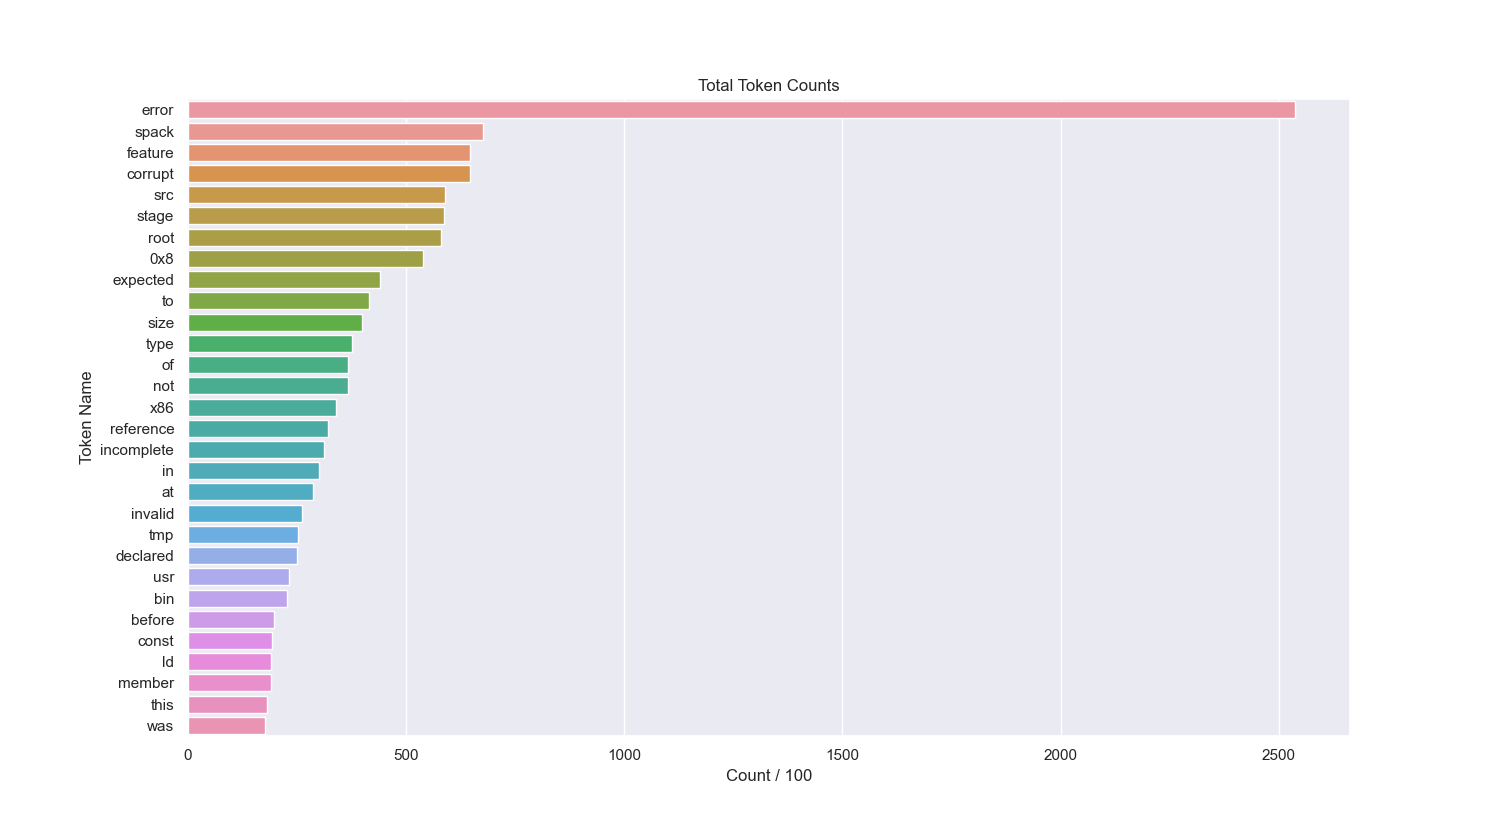 Total Token Counts
error
spack
feature
corrupt
src
stage
root
0x8
expected
to
size
type
of
not
x86
reference
incomplete
in
at
invalid
tmp
declared
usr
bin
before
const
ld
member
this
was
Token Name
0 500 1000 1500 2000 2500
Count / 100